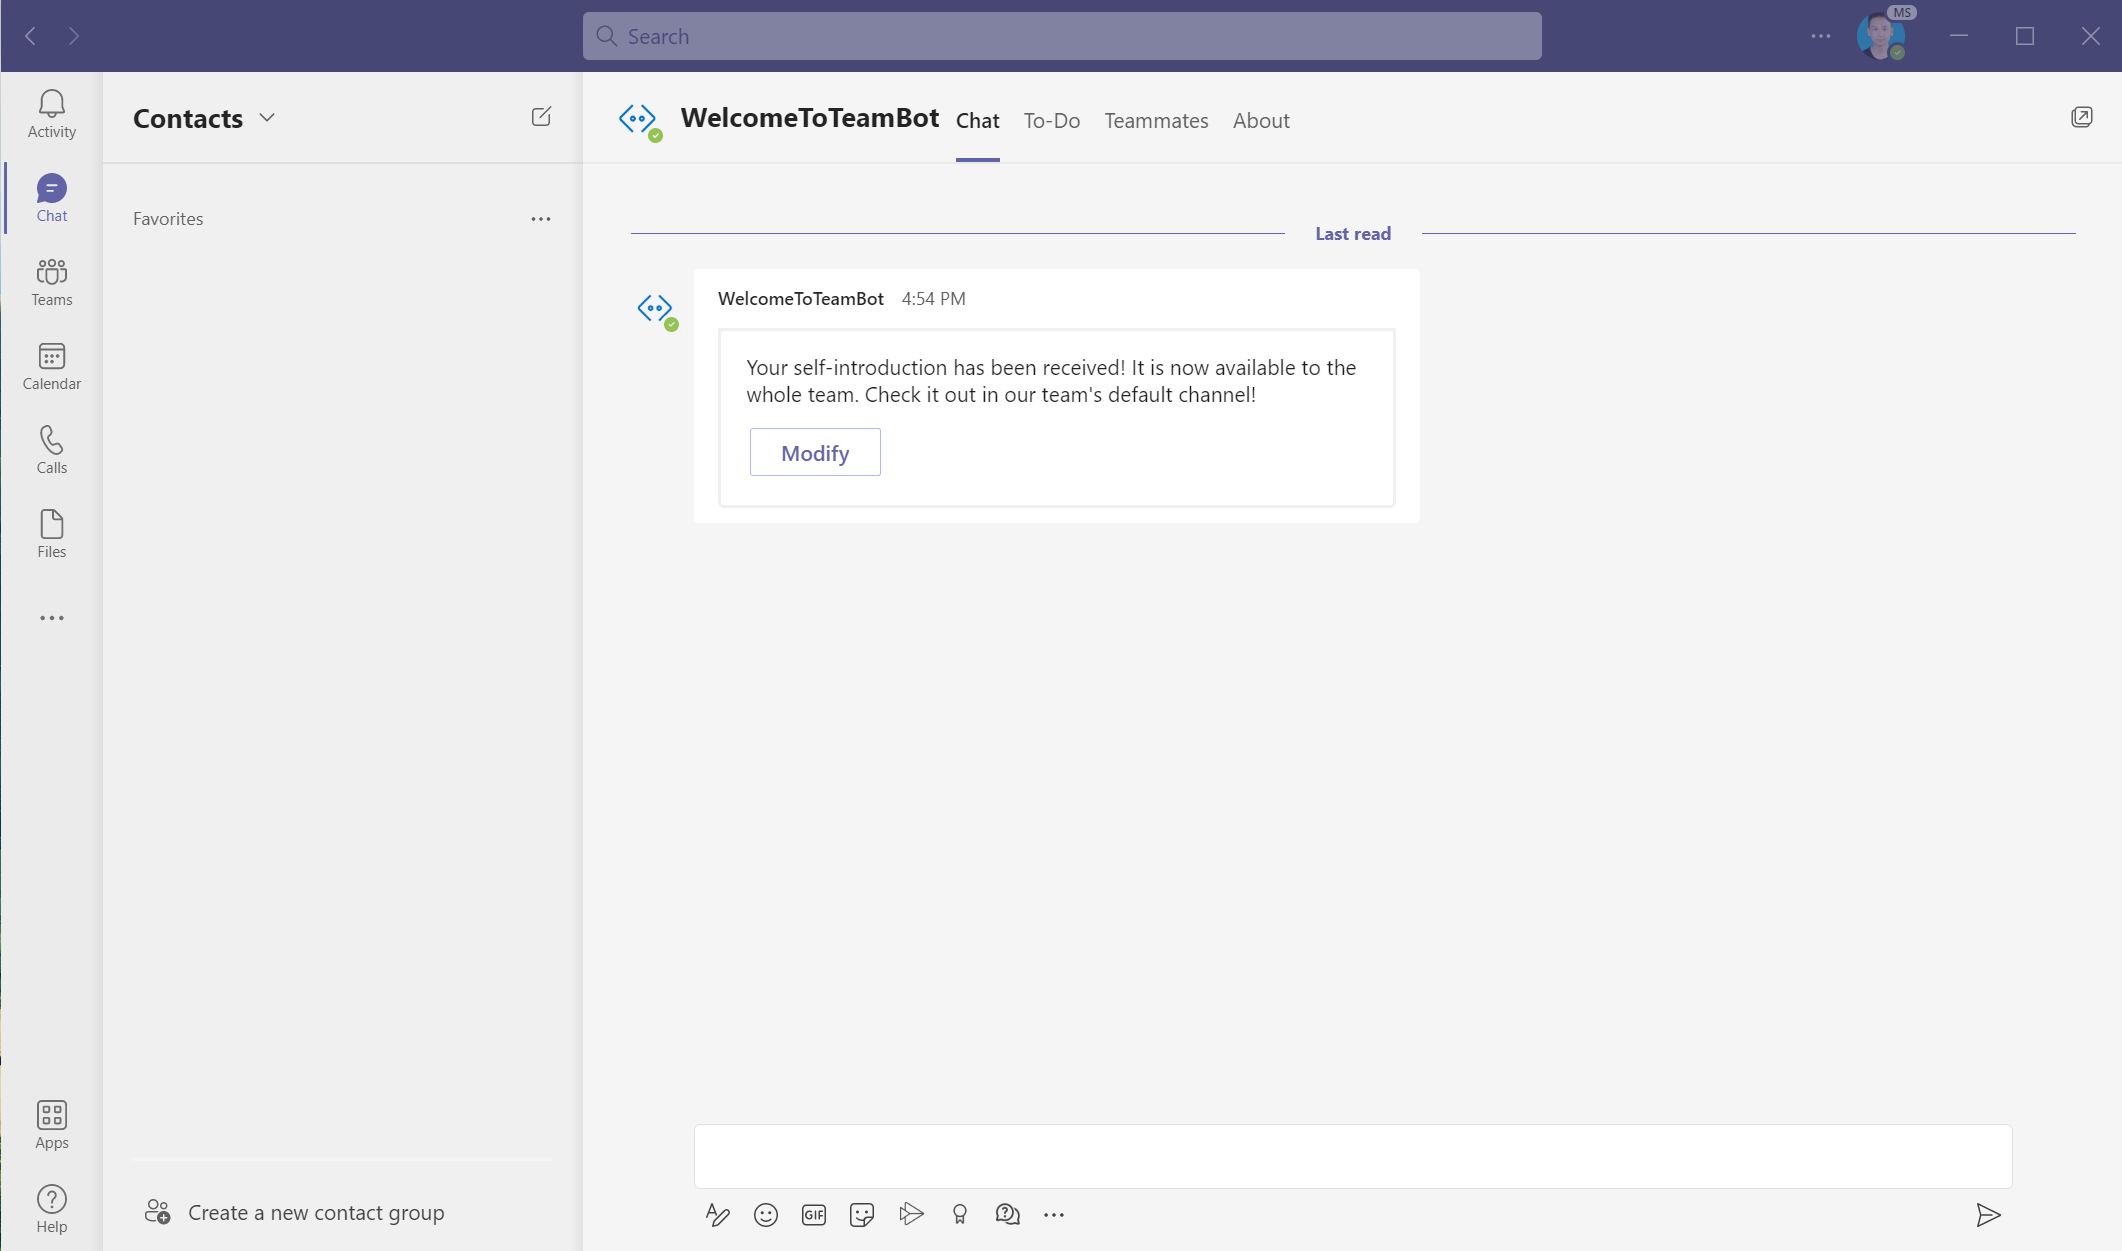 Search
MS
Activity
Chat
Teams
Calendar
Calls
Files
Apps
Help
Contacts
Favorites
Create a new contact group
WelcomeToTeamBot Chat To-Do Teammates About
Last read
WelcomeToTeamBot 4:54 PM
Your self-introduction has been received! It is now available to the
whole team. Check it out in our team's default channel!
Modify
GIF